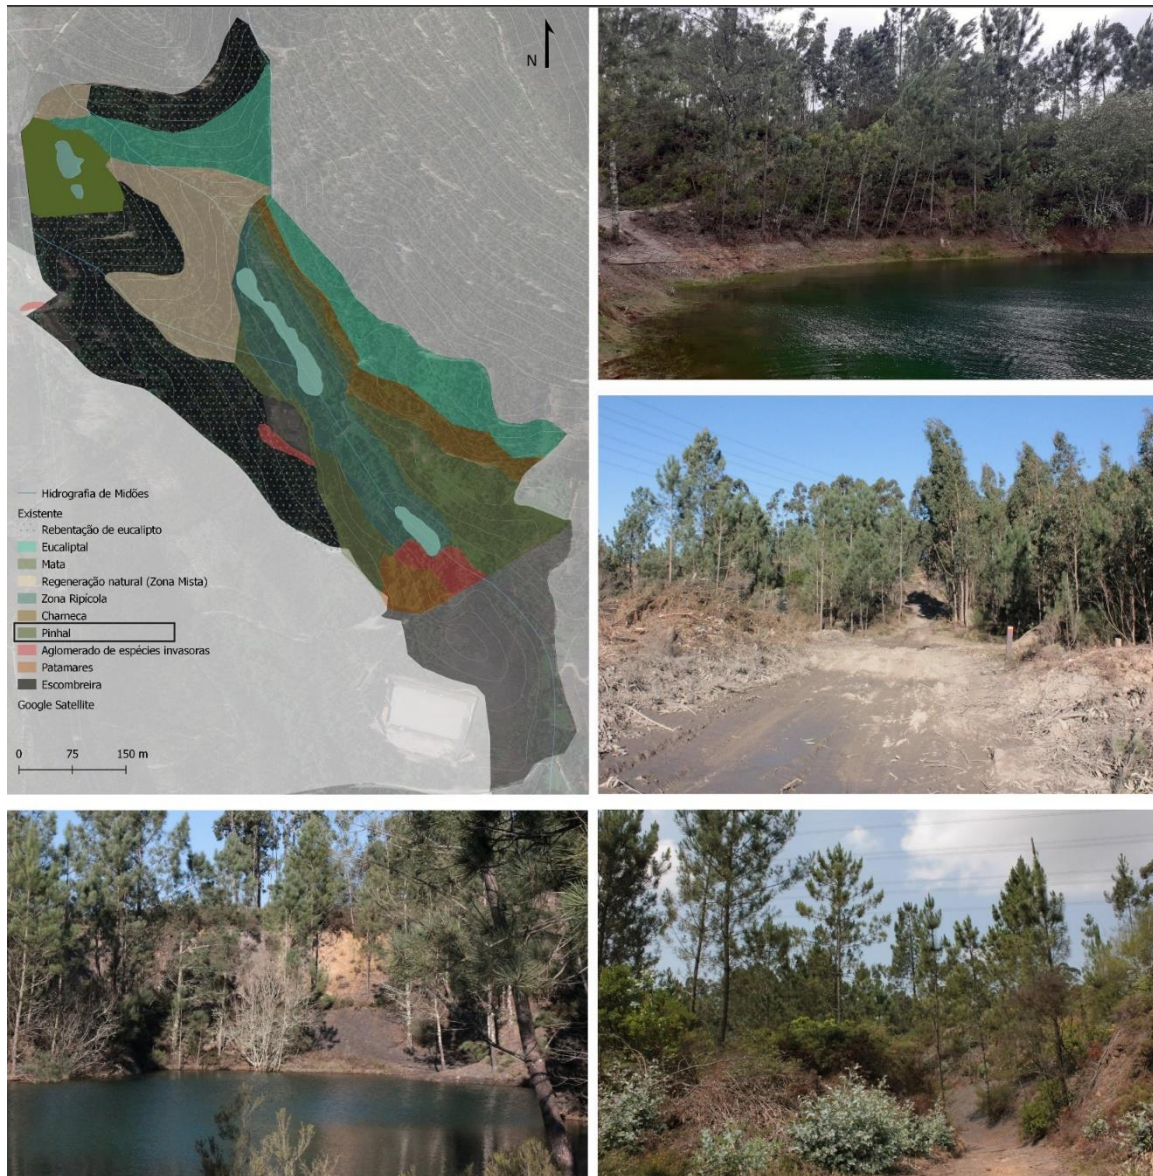 N
Hidrografia de Midões
Existente
Rebentação de eucalipto
Eucaliptal
Mata
Regeneração natural (Zona Mista)
Zona Ripícola
Charneca
Pinhal
Aglomerado de espécies invasoras
Patamares
Escombreira
Google Satellite
0 75 150 m